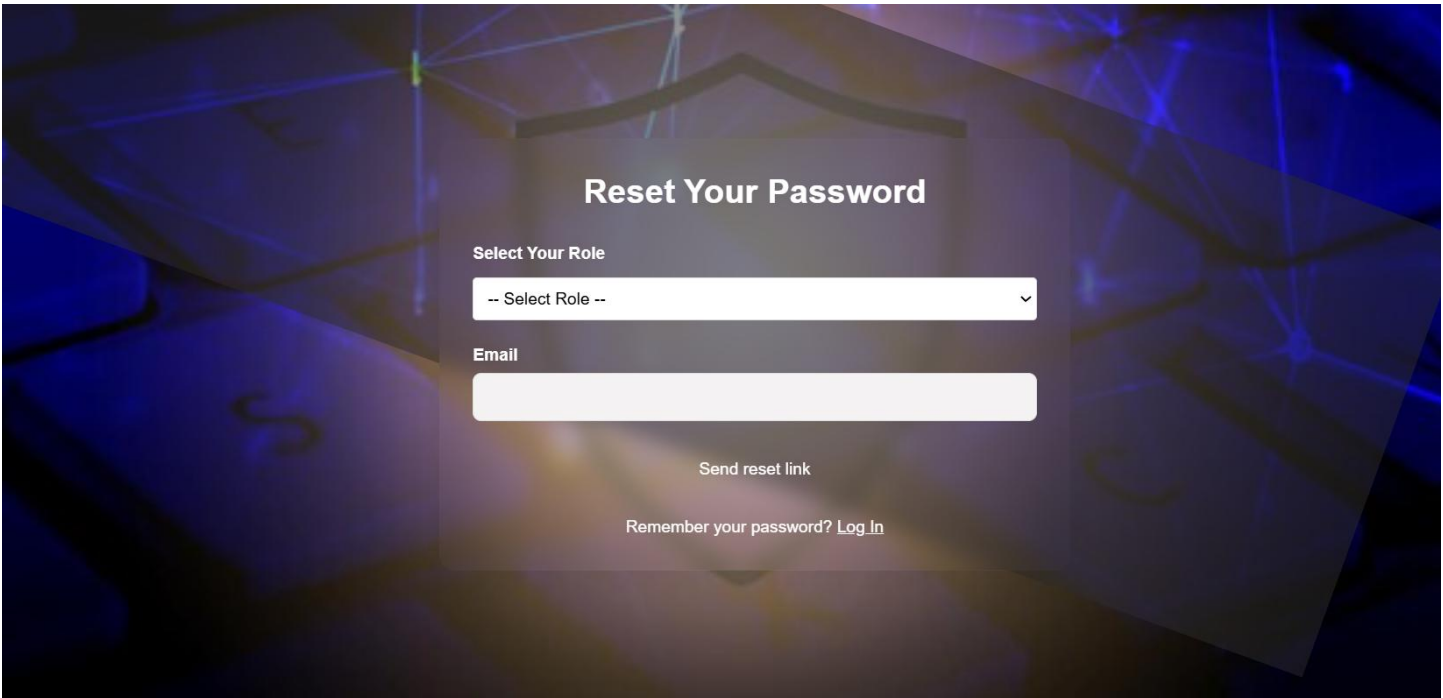 Reset Your Password
Select Your Role
-- Select Role --
Email
Send reset link
Remember your password? Log In
S
C